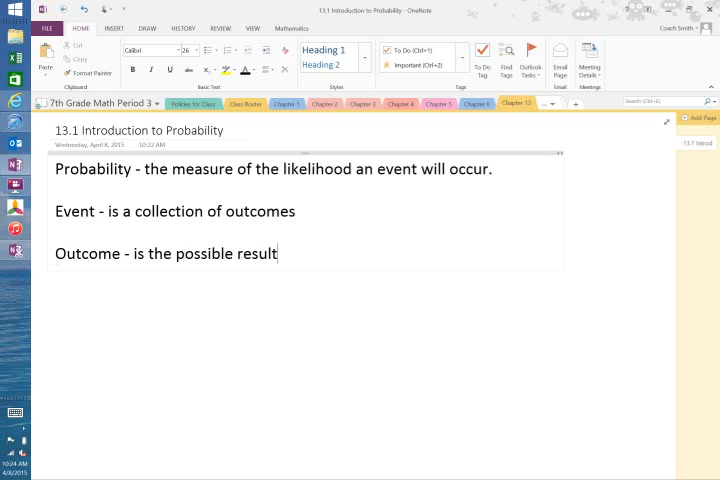 13.1 Introduction to Probability - OneNote
Coach Smith
FILE HOME INSERT DRAW HISTORY REVIEW VIEW Mathematics
Paste
Cut
Copy
Format Painter
Clipboard
Calibri 26
B I U abc
Basic Text
Heading 1
Heading 2
Styles
To Do (Ctrl+1)
Important (Ctrl+2)
Tags
To Do Tag
Find Tags
Outlook Tasks
Email Page
Email
Meeting Details
Meetings
7th Grade Math Period 3 Policies for Class Class Roster Chapter 1 Chapter 2 Chapter 3 Chapter 4 Chapter 5 Chapter 6 Chapter 13 ... + Search (Ctrl+E)
Add Page
13.1 Introd
13.1 Introduction to Probability
Wednesday, April 8, 2015 10:22 AM
Probability - the measure of the likelihood an event will occur.
Event - is a collection of outcomes
Outcome - is the possible result
10:24 AM
4/8/2015